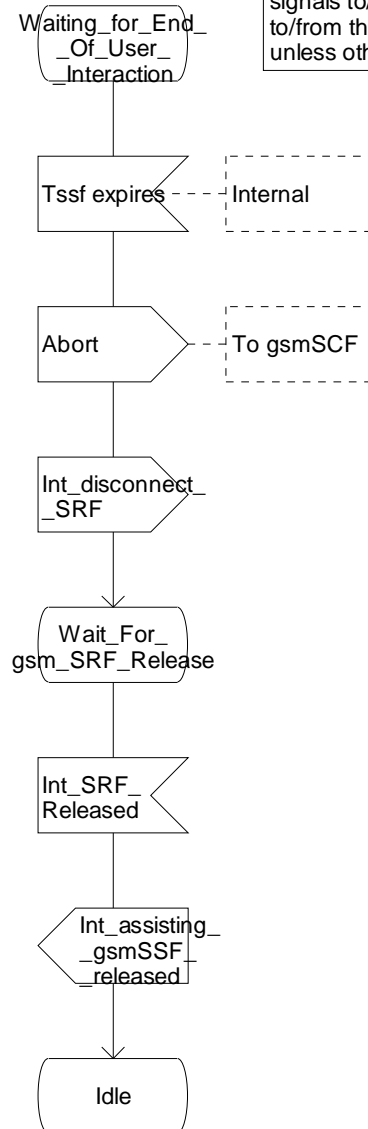 signals to/
to/from th
unless oth
Waiting_for_End_
_Of_User_
_Interaction
Tssf expires
Internal
Abort
To gsmSCF
Int_disconnect_
_SRF
Wait_For_
gsm_SRF_Release
Int_SRF_
Released
Int_assisting_
_gsmSSF_
_released
Idle